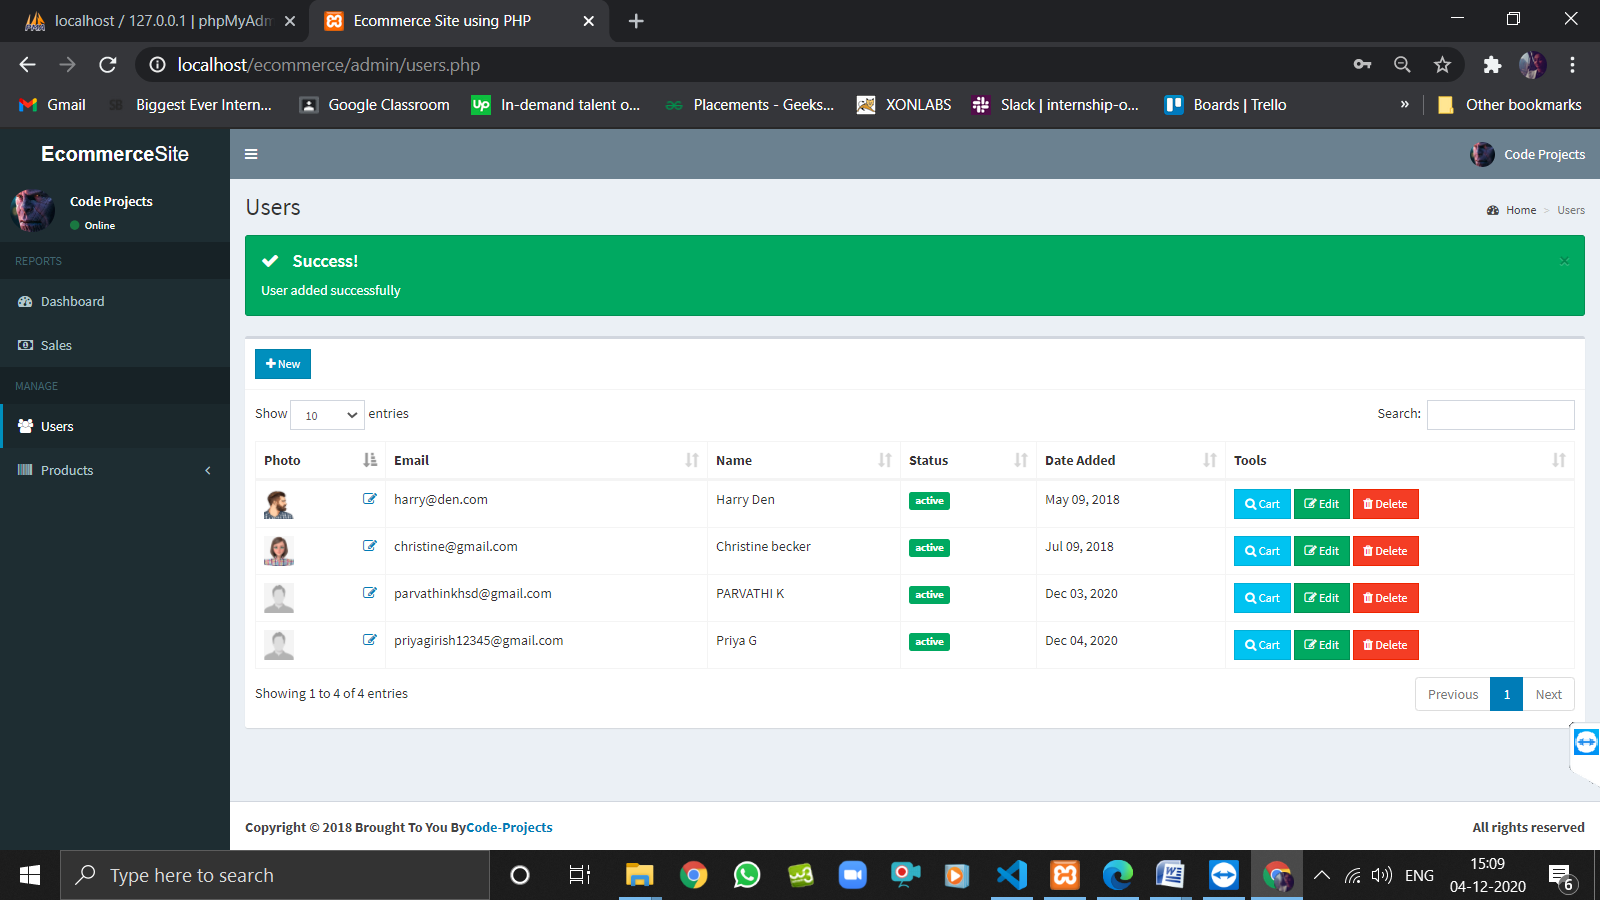 localhost / 127.0.0.1 | phpMyAdm
Ecommerce Site using PHP
localhost/ecommerce/admin/users.php
Gmail
SB Biggest Ever Intern...
Google Classroom
Up In-demand talent o...
Placements - Geeks...
XONLABS
Slack | internship-o...
Boards | Trello
»
Other bookmarks
EcommerceSite
Code Projects
Code Projects
Online
Users
Home > Users
REPORTS
Dashboard
Sales
MANAGE
Users
Products
Success!
×
User added successfully
New
Show 10 entries
Search:
Photo Email Name Status Date Added Tools
harry@den.com Harry Den active May 09, 2018 Cart Edit Delete
christine@gmail.com Christine becker active Jul 09, 2018 Cart Edit Delete
parvathinkhsd@gmail.com PARVATHI K active Dec 03, 2020 Cart Edit Delete
priyagirish12345@gmail.com Priya G active Dec 04, 2020 Cart Edit Delete
Showing 1 to 4 of 4 entries
Previous 1 Next
Copyright © 2018 Brought To You ByCode-Projects
All rights reserved
Type here to search
ENG
15:09
04-12-2020
6